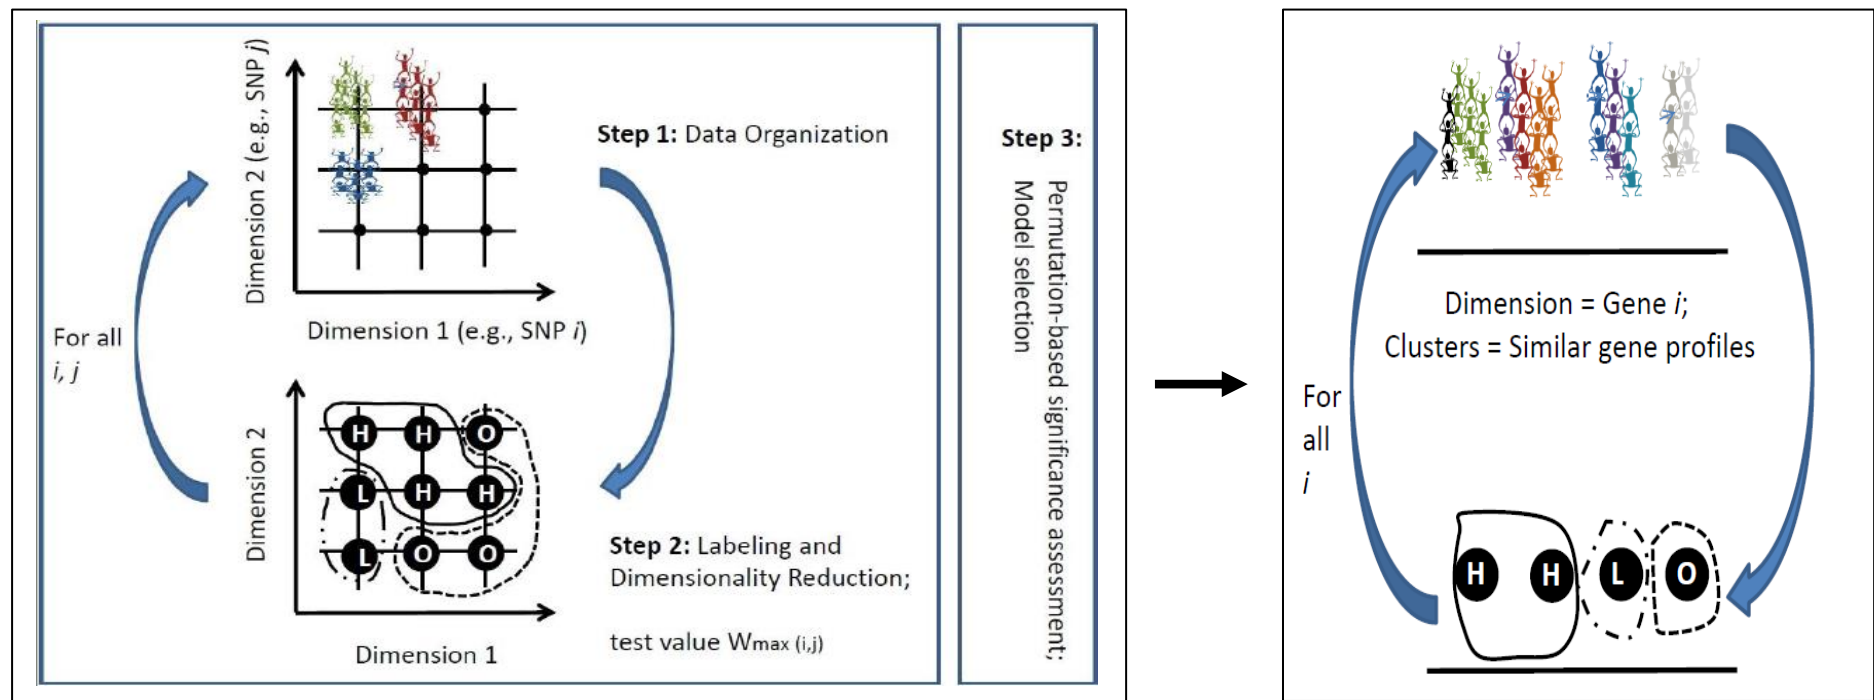 Dimension 2 (e.g., SNP j)
Dimension 1 (e.g., SNP i)
Step 1: Data Organization
For all
i, j
Dimension 2
H H O
L H H
L O O
Dimension 1
Step 2: Labeling and
Dimensionality Reduction;
test value Wmax (i,j)
Step 3:
Permutation-based significance assessment;
Model selection
Dimension = Gene i;
Clusters = Similar gene profiles
For
all
i
H H L O